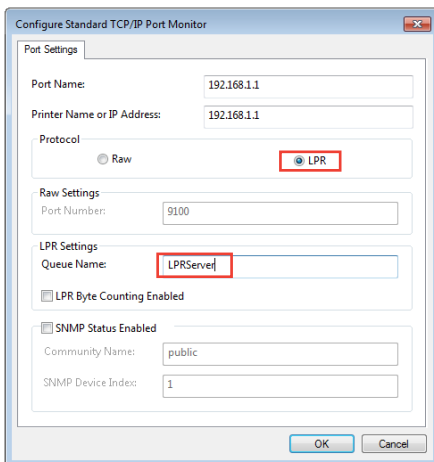 Configure Standard TCP/IP Port Monitor
Port Settings
Port Name: 192.168.1.1
Printer Name or IP Address: 192.168.1.1
Protocol
Raw LPR
Raw Settings
Port Number: 9100
LPR Settings
Queue Name: LPRServer
LPR Byte Counting Enabled
SNMP Status Enabled
Community Name: public
SNMP Device Index: 1
OK Cancel